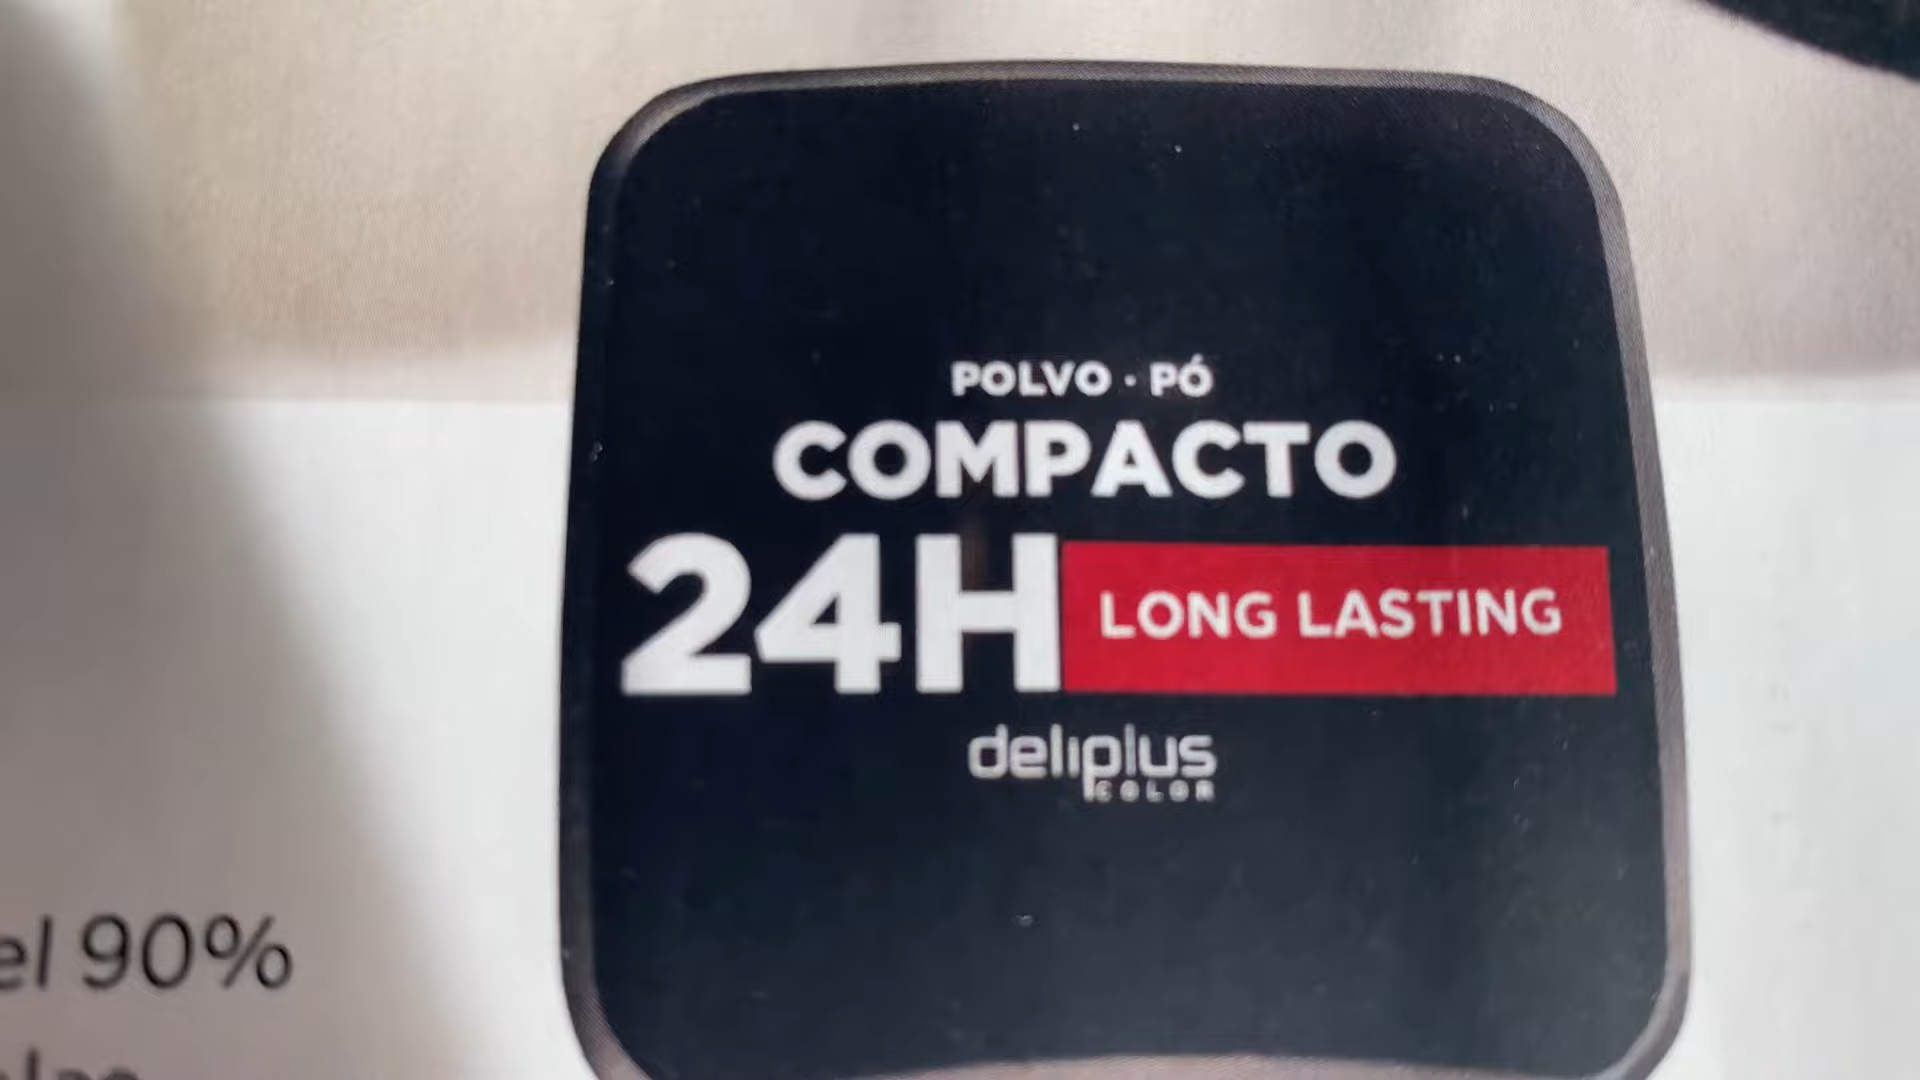 POLVO · PÓ
COMPACTO
24H LONG LASTING
deliplus
COLOR
el 90%